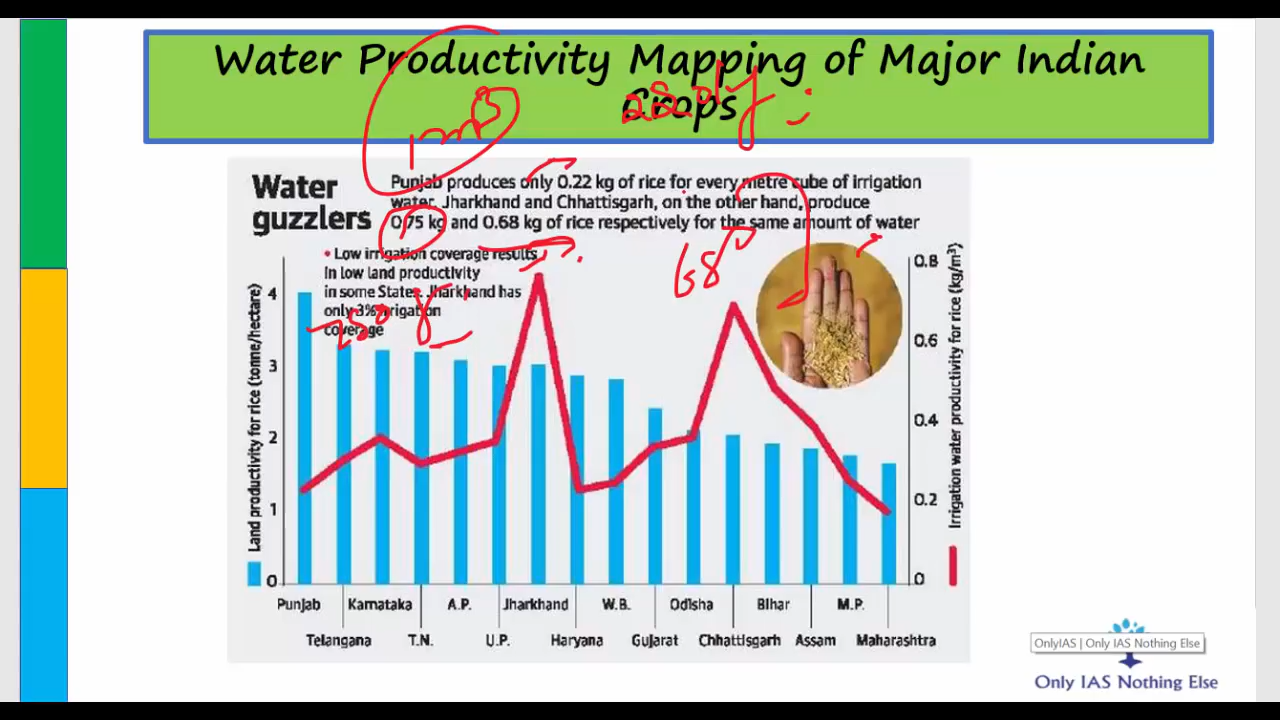 Water Productivity Mapping of Major Indian
Crops
1 m3
Water
guzzlers
Punjab produces only 0.22 kg of rice for every metre cube of irrigation
water. Jharkhand and Chhattisgarh, on the other hand, produce
0.75 kg and 0.68 kg of rice respectively for the same amount of water
• Low irrigation coverage results
in low land productivity
in some States. Jharkhand has
only 3% irrigation
coverage
750
680
Land productivity for rice (tonne/hectare)
4
3
2
1
0
0.8
0.6
0.4
0.2
0
Irrigation water productivity for rice (kg/m³)
Punjab Karnataka A.P. Jharkhand W.B. Odisha Bihar M.P.
Telangana T.N. U.P. Haryana Gujarat Chhattisgarh Assam Maharashtra
OnlyIAS | Only IAS Nothing Else
Only IAS Nothing Else